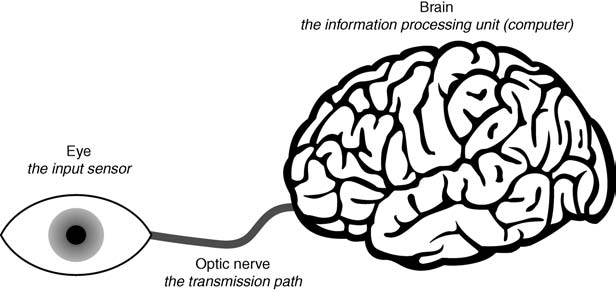 Brain
the information processing unit (computer)
Eye
the input sensor
Optic nerve
the transmission path